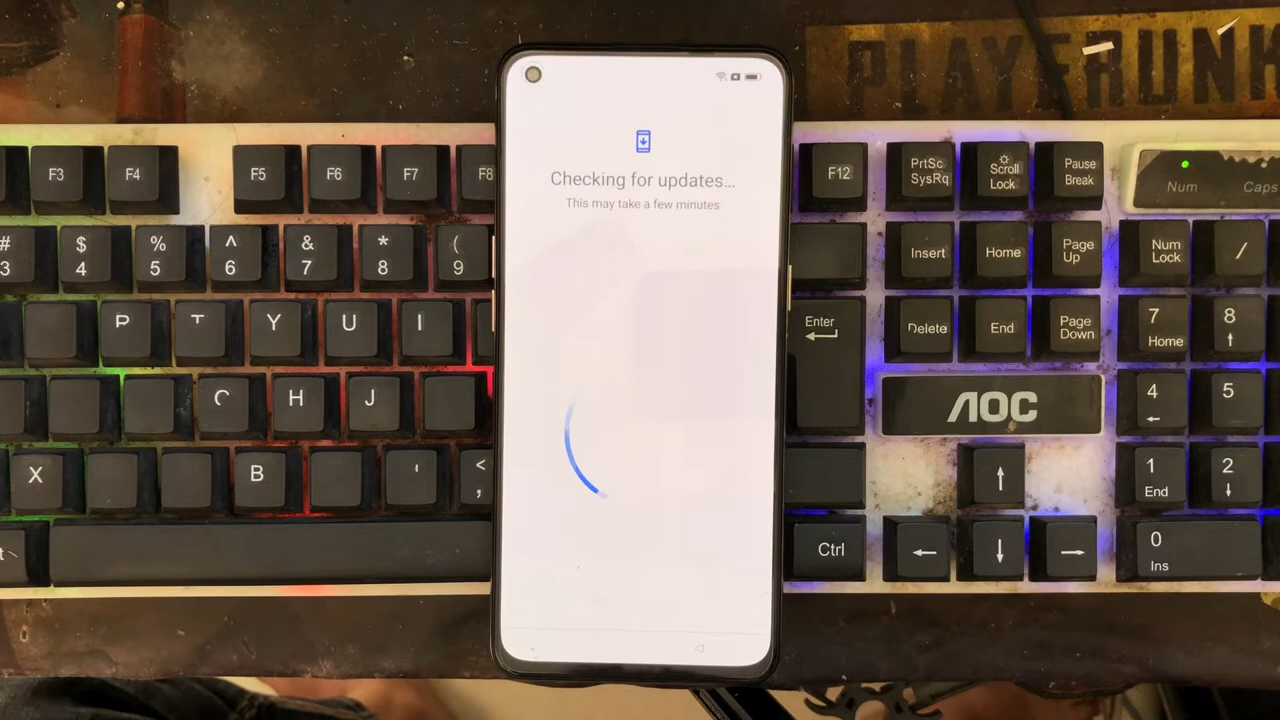 PLAYERUNK
F3 F4 F5 F6 F7 F8 F12 PrtSc SysRq Scroll Lock Pause Break Num Caps
Checking for updates...
This may take a few minutes
# 3 $ 4 % 5 ^ 6 & 7 * 8 ( 9 Insert Home Page Up Num Lock /
Y U I Enter Delete End Page Down 7 Home 8 ↑
H J AOC 4 ← 5
X B < , ↑ 1 End 2 ↓
Ctrl ← ↓ → 0 Ins